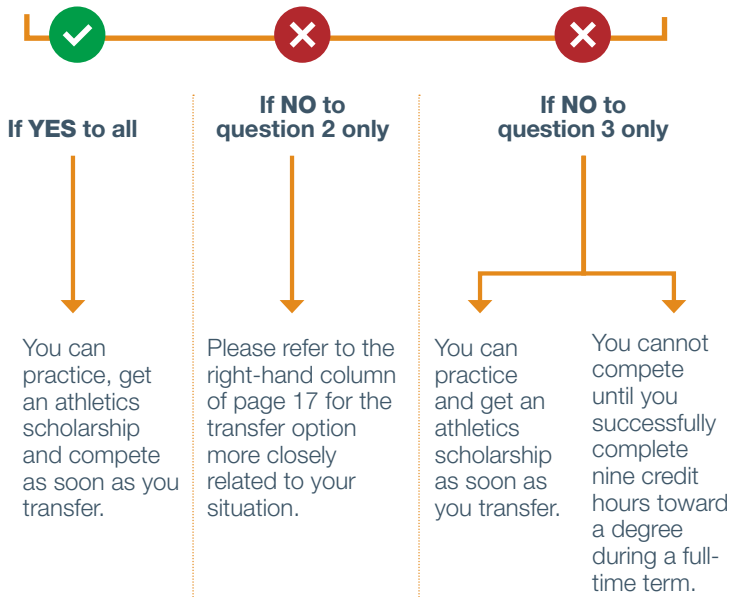 If YES to all
If NO to
question 2 only
If NO to
question 3 only
You can
practice, get
an athletics
scholarship
and compete
as soon as you
transfer.
Please refer to the
right-hand column
of page 17 for the
transfer option
more closely
related to your
situation.
You can
practice
and get an
athletics
scholarship
as soon as
you transfer.
You cannot
compete
until you
successfully
complete
nine credit
hours toward
a degree
during a full-
time term.